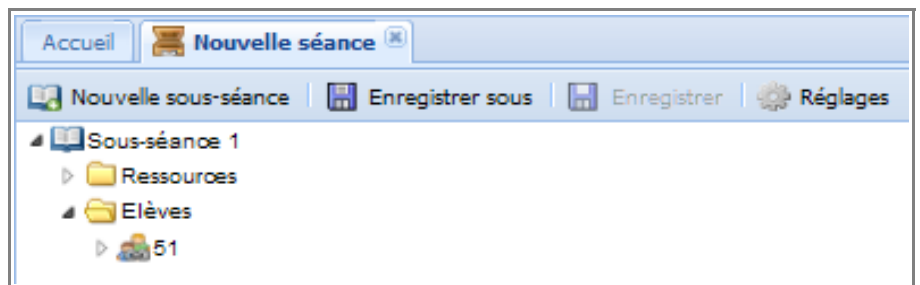 Accueil Nouvelle séance
Nouvelle sous-séance Enregistrer sous Enregistrer Réglages
Sous-séance 1
Ressources
Elèves
51